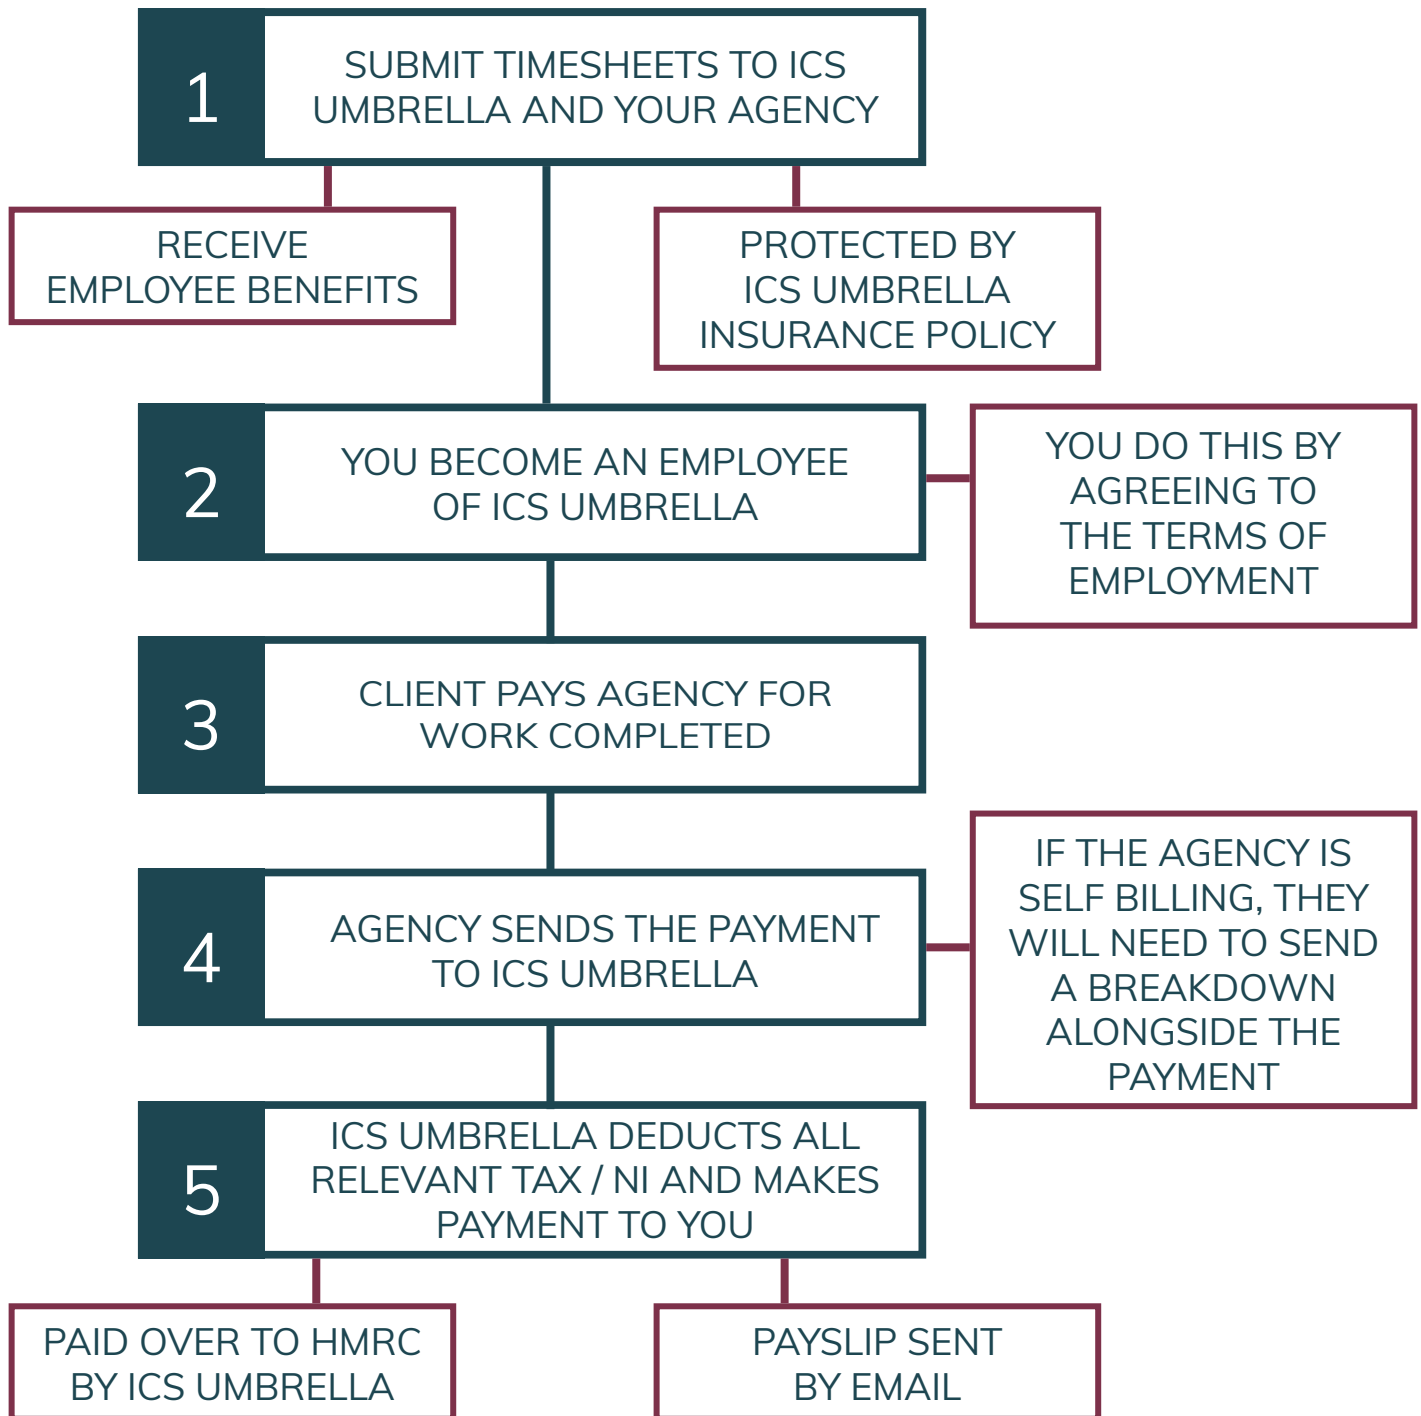 1
SUBMIT TIMESHEETS TO ICS
UMBRELLA AND YOUR AGENCY
RECEIVE
EMPLOYEE BENEFITS
PROTECTED BY
ICS UMBRELLA
INSURANCE POLICY
2
YOU BECOME AN EMPLOYEE
OF ICS UMBRELLA
YOU DO THIS BY
AGREEING TO
THE TERMS OF
EMPLOYMENT
3
CLIENT PAYS AGENCY FOR
WORK COMPLETED
4
AGENCY SENDS THE PAYMENT
TO ICS UMBRELLA
IF THE AGENCY IS
SELF BILLING, THEY
WILL NEED TO SEND
A BREAKDOWN
ALONGSIDE THE
PAYMENT
5
ICS UMBRELLA DEDUCTS ALL
RELEVANT TAX / NI AND MAKES
PAYMENT TO YOU
PAID OVER TO HMRC
BY ICS UMBRELLA
PAYSLIP SENT
BY EMAIL